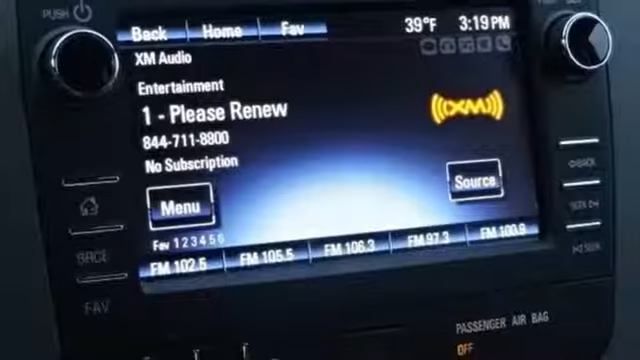 PUSH
Back Home Fav 39°F 3:19 PM
XM Audio
Entertainment
1 - Please Renew
((XM))
844-711-8800
No Subscription
Menu
Source
Fav 1 2 3 4 5 6
FM 102.5 FM 105.5 FM 106.3 FM 97.3 FM 100.9
BACK
SEEK
SEEK
FAV
PASSENGER AIR BAG
OFF